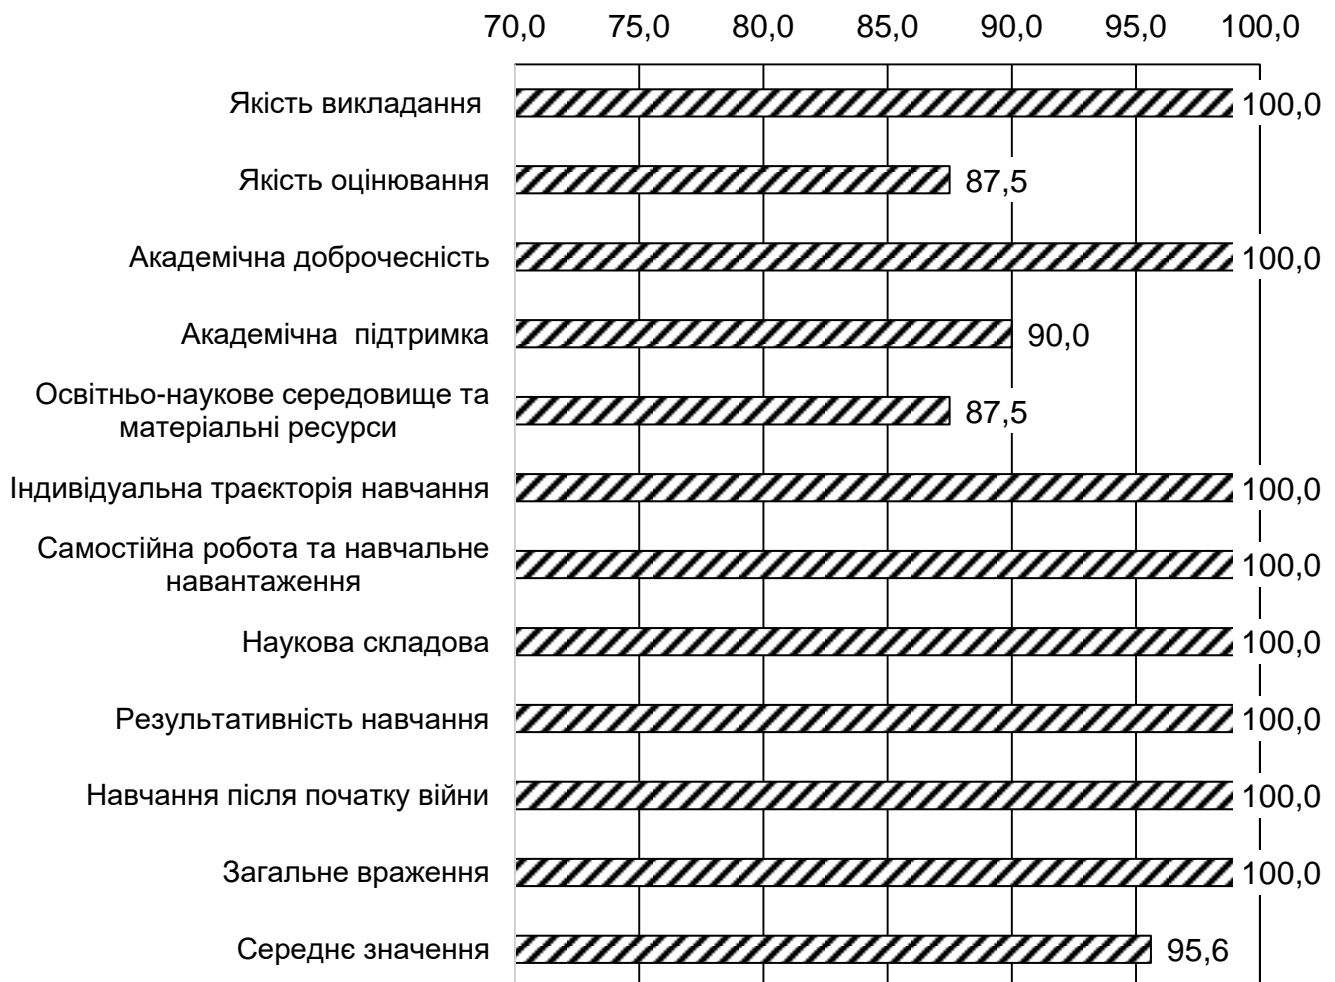 70,0 75,0 80,0 85,0 90,0 95,0 100,0
Якість викладання 100,0
Якість оцінювання 87,5
Академічна доброчесність 100,0
Академічна підтримка 90,0
Освітньо-наукове середовище та
матеріальні ресурси 87,5
Індивідуальна траєкторія навчання 100,0
Самостійна робота та навчальне
навантаження 100,0
Наукова складова 100,0
Результативність навчання 100,0
Навчання після початку війни 100,0
Загальне враження 100,0
Середнє значення 95,6